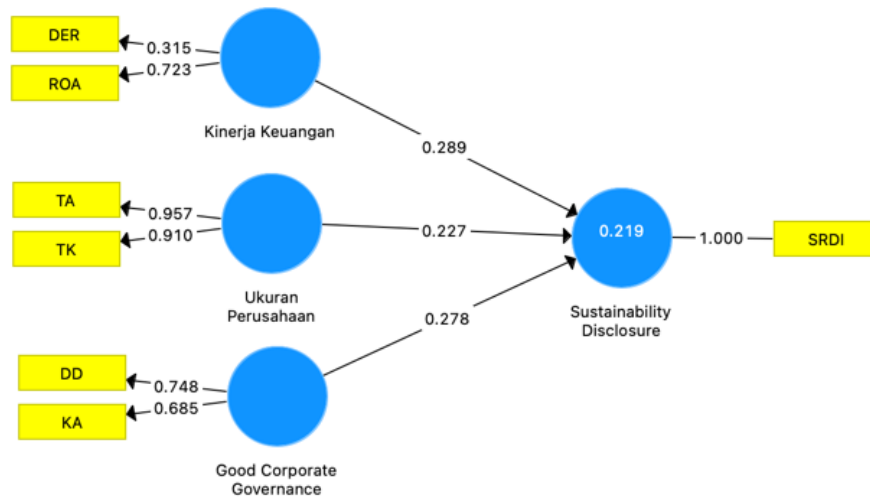 DER
0.315
ROA
0.723
Kinerja Keuangan
0.289
TA
0.957
TK
0.910
Ukuran
Perusahaan
0.227
0.219
1.000
SRDI
Sustainability
Disclosure
0.278
DD
0.748
KA
0.685
Good Corporate
Governance